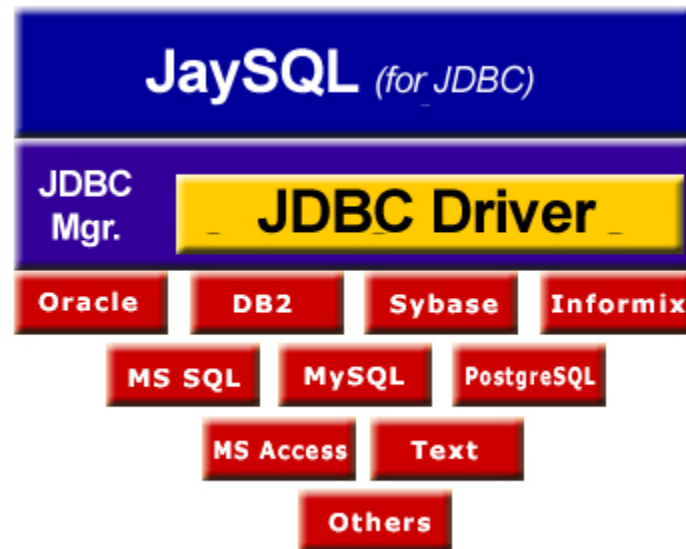 JaySQL (for JDBC)
JDBC
Mgr.
JDBC Driver
Oracle
DB2
Sybase
Informix
MS SQL
MySQL
PostgreSQL
MS Access
Text
Others